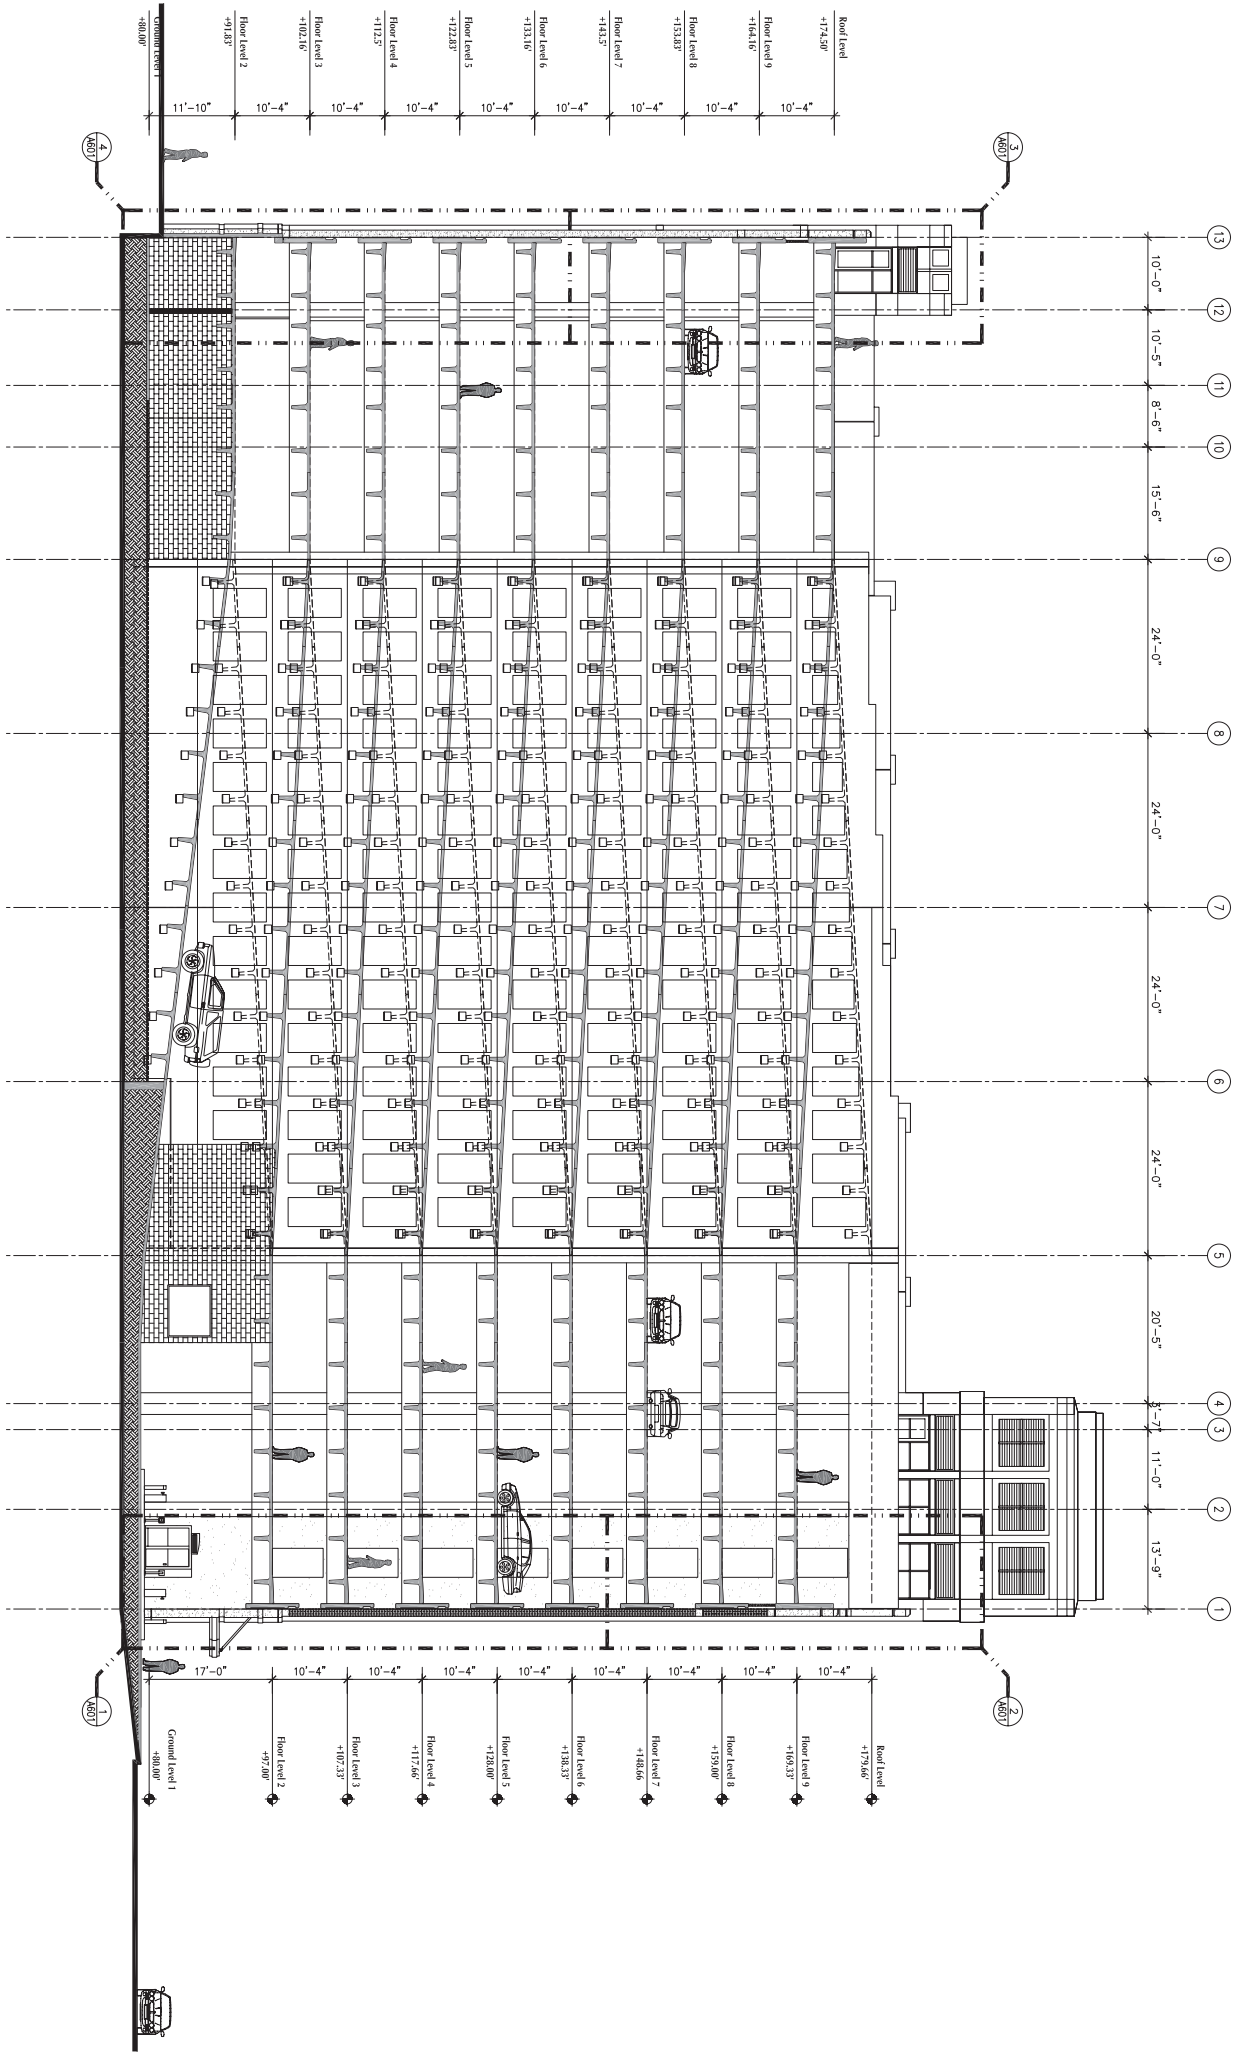 13
12
11
10
9
8
7
6
5
4
3
2
1
10'-0"
10'-5"
8'-6"
15'-6"
24'-0"
24'-0"
24'-0"
24'-0"
20'-5"
3'-7"
11'-0"
13'-9"
3
A601
2
A601
Roof Level
+174.50'
10'-4"
Floor Level 9
+164.16'
10'-4"
Floor Level 8
+153.83'
10'-4"
Floor Level 7
+143.5'
10'-4"
Floor Level 6
+133.16'
10'-4"
Floor Level 5
+122.83'
10'-4"
Floor Level 4
+112.5'
10'-4"
Floor Level 3
+102.16'
10'-4"
Floor Level 2
+91.83'
11'-10"
Ground Level 1
+80.00'
4
A601
Roof Level
+179.66'
10'-4"
Floor Level 9
+169.33'
10'-4"
Floor Level 8
+159.00'
10'-4"
Floor Level 7
+148.66
10'-4"
Floor Level 6
+138.33'
10'-4"
Floor Level 5
+128.00'
10'-4"
Floor Level 4
+117.66'
10'-4"
Floor Level 3
+107.33'
10'-4"
Floor Level 2
+97.00'
17'-0"
Ground Level 1
+80.00'
1
A601